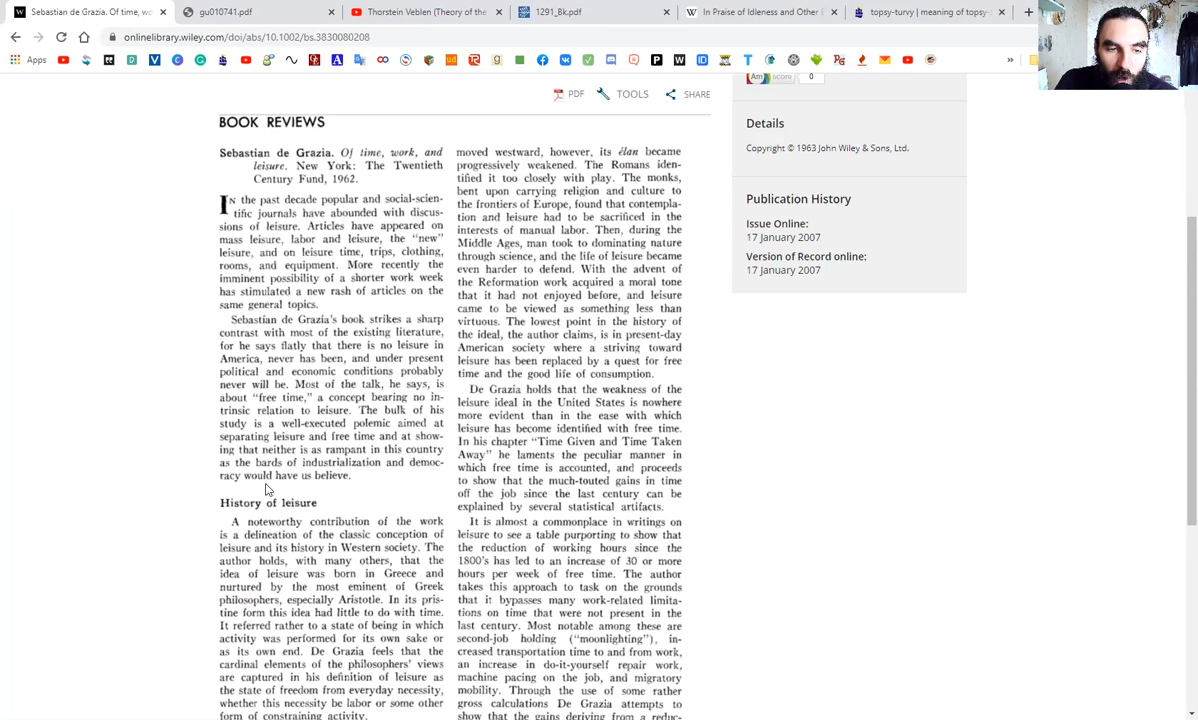 Sebastian de Grazia. Of time, wo
gu010741.pdf
Thorstein Veblen (Theory of the
1291_Bk.pdf
In Praise of Idleness and Other E
topsy-turvy | meaning of topsy-
onlinelibrary.wiley.com/doi/abs/10.1002/bs.3830080208
Apps
PDF
TOOLS
SHARE
Am score 0
BOOK REVIEWS
Sebastian de Grazia. Of time, work, and
leisure. New York: The Twentieth
Century Fund, 1962.
In the past decade popular and social-scien-
tific journals have abounded with discus-
sions of leisure. Articles have appeared on
mass leisure, labor and leisure, the “new”
leisure, and on leisure time, trips, clothing,
rooms, and equipment. More recently the
imminent possibility of a shorter work week
has stimulated a new rash of articles on the
same general topics.
Sebastian de Grazia's book strikes a sharp
contrast with most of the existing literature,
for he says flatly that there is no leisure in
America, never has been, and under present
political and economic conditions probably
never will be. Most of the talk, he says, is
about “free time,” a concept bearing no in-
trinsic relation to leisure. The bulk of his
study is a well-executed polemic aimed at
separating leisure and free time and at show-
ing that neither is as rampant in this country
as the bards of industrialization and democ-
racy would have us believe.
History of leisure
A noteworthy contribution of the work
is a delineation of the classic conception of
leisure and its history in Western society. The
author holds, with many others, that the
idea of leisure was born in Greece and
nurtured by the most eminent of Greek
philosophers, especially Aristotle. In its pris-
tine form this idea had little to do with time.
It referred rather to a state of being in which
activity was performed for its own sake or
as its own end. De Grazia feels that the
cardinal elements of the philosophers' views
are captured in his definition of leisure as
the state of freedom from everyday necessity,
whether this necessity be labor or some other
form of constraining activity.
moved westward, however, its élan became
progressively weakened. The Romans iden-
tified it too closely with play. The monks,
bent upon carrying religion and culture to
the frontiers of Europe, found that contempla-
tion and leisure had to be sacrificed in the
interests of manual labor. Then, during the
Middle Ages, man took to dominating nature
through science, and the life of leisure became
even harder to defend. With the advent of
the Reformation work acquired a moral tone
that it had not enjoyed before, and leisure
came to be viewed as something less than
virtuous. The lowest point in the history of
the ideal, the author claims, is in present-day
American society where a striving toward
leisure has been replaced by a quest for free
time and the good life of consumption.
De Grazia holds that the weakness of the
leisure ideal in the United States is nowhere
more evident than in the ease with which
leisure has become identified with free time.
In his chapter “Time Given and Time Taken
Away” he laments the peculiar manner in
which free time is accounted, and proceeds
to show that the much-touted gains in time
off the job since the last century can be
explained by several statistical artifacts.
It is almost a commonplace in writings on
leisure to see a table purporting to show that
the reduction of working hours since the
1800's has led to an increase of 30 or more
hours per week of free time. The author
takes this approach to task on the grounds
that it bypasses many work-related limita-
tions on time that were not present in the
last century. Most notable among these are
second-job holding (“moonlighting”), in-
creased transportation time to and from work,
an increase in do-it-yourself repair work,
machine pacing on the job, and migratory
mobility. Through the use of some rather
gross calculations De Grazia attempts to
show that the gains deriving from a reduc-
Details
Copyright © 1963 John Wiley & Sons, Ltd.
Publication History
Issue Online:
17 January 2007
Version of Record online:
17 January 2007